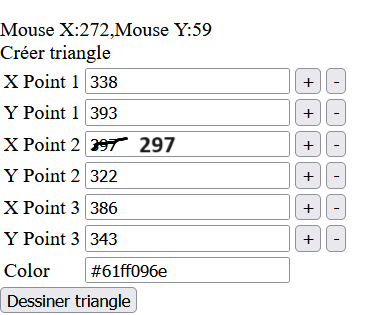 Mouse X:272,Mouse Y:59
Créer triangle
X Point 1 338 + -
Y Point 1 393 + -
X Point 2 297 + -
Y Point 2 322 + -
X Point 3 386 + -
Y Point 3 343 + -
Color #61ff096e
Dessiner triangle